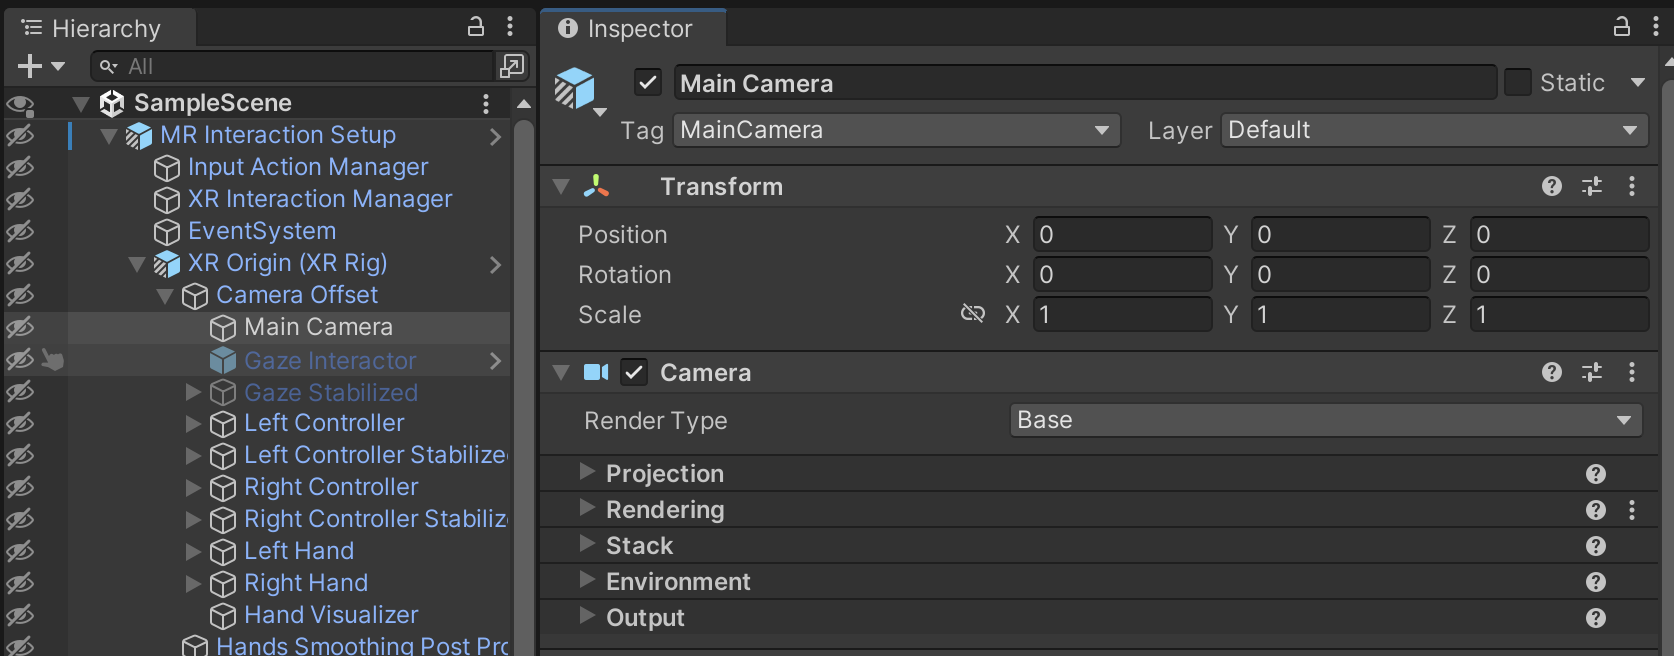 Hierarchy
All
SampleScene
MR Interaction Setup
Input Action Manager
XR Interaction Manager
EventSystem
XR Origin (XR Rig)
Camera Offset
Main Camera
Gaze Interactor
Gaze Stabilized
Left Controller
Left Controller Stabilize
Right Controller
Right Controller Stabiliz
Left Hand
Right Hand
Hand Visualizer
Hands Smoothing Post Pro
Inspector
Main Camera
Static
Tag MainCamera Layer Default
Transform
Position X 0 Y 0 Z 0
Rotation X 0 Y 0 Z 0
Scale X 1 Y 1 Z 1
Camera
Render Type Base
Projection
Rendering
Stack
Environment
Output